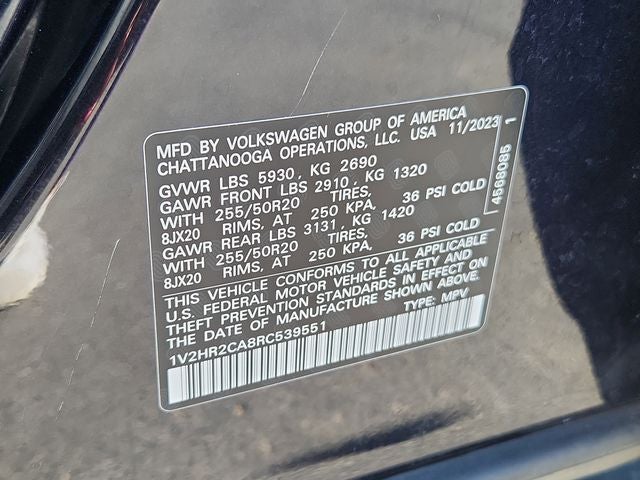 MFD BY VOLKSWAGEN GROUP OF AMERICA
CHATTANOOGA OPERATIONS, LLC. USA 11/2023
GVWR LBS 5930, KG 2690
GAWR FRONT LBS 2910, KG 1320
WITH 255/50R20 TIRES,
8JX20 RIMS, AT 250 KPA, 36 PSI COLD
GAWR REAR LBS 3131, KG 1420
WITH 255/50R20 TIRES,
8JX20 RIMS, AT 250 KPA, 36 PSI COLD
THIS VEHICLE CONFORMS TO ALL APPLICABLE
U.S. FEDERAL MOTOR VEHICLE SAFETY AND
THEFT PREVENTION STANDARDS IN EFFECT ON
THE DATE OF MANUFACTURE SHOWN ABOVE.
1V2HR2CA8RC539551 TYPE: MPV
4568085 1